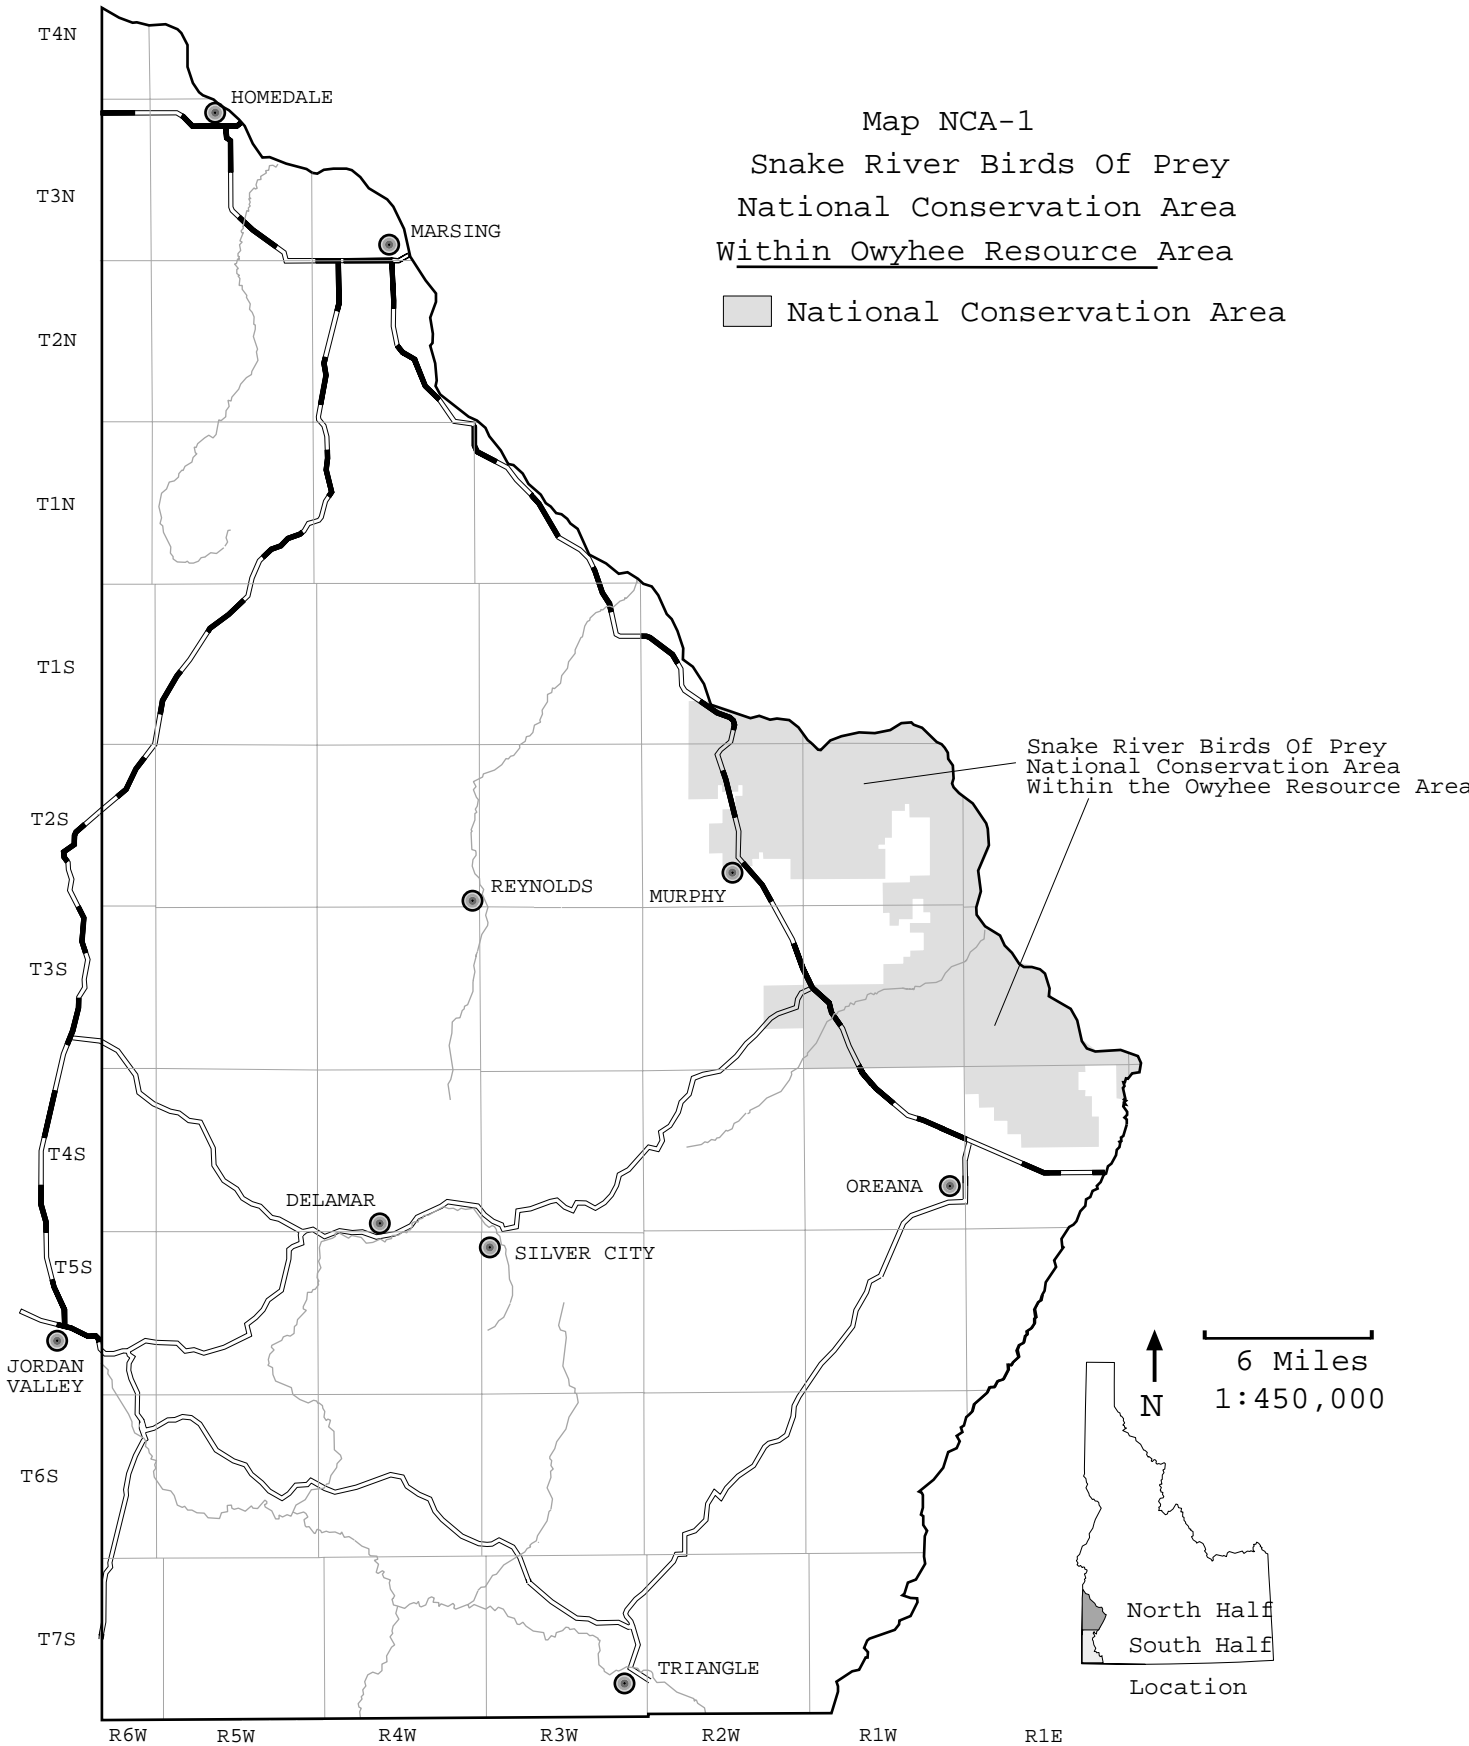 T4N
HOMEDALE
Map NCA-1
Snake River Birds Of Prey
National Conservation Area
Within Owyhee Resource Area
National Conservation Area
T3N
MARSING
T2N
T1N
T1S
Snake River Birds Of Prey
National Conservation Area
Within the Owyhee Resource Area
T2S
REYNOLDS
MURPHY
T3S
T4S
DELAMAR
OREANA
SILVER CITY
T5S
JORDAN
VALLEY
6 Miles
N
1:450,000
T6S
North Half
South Half
Location
T7S
TRIANGLE
R6W
R5W
R4W
R3W
R2W
R1W
R1E